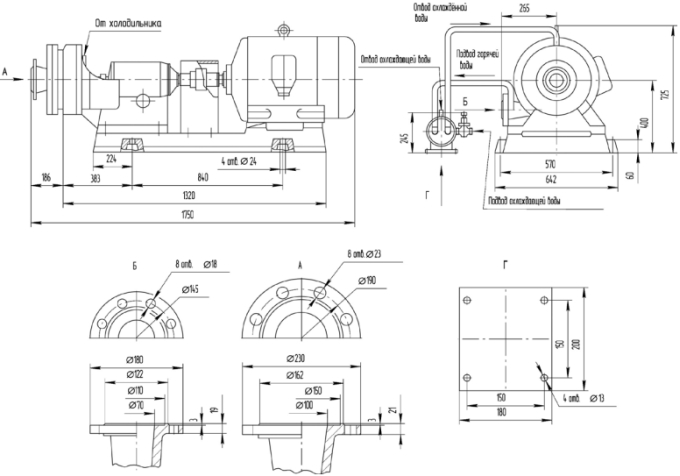 Отвод охлаждённой
воды
265
От холодильника
Отвод охлаждающей воды
Подвод горячей
воды
А
Б
725
400
245
224
4 отв. Ø 24
60
186
383
840
570
1320
642
Г
1750
Подвод охлаждающей воды
Б
8 отв. Ø18
Ø145
А
8 отв. Ø23
Ø190
Г
150
200
150
180
4 отв. Ø 13
Ø180
Ø122
Ø110
Ø70
3
19
Ø230
Ø162
Ø150
Ø100
3
21